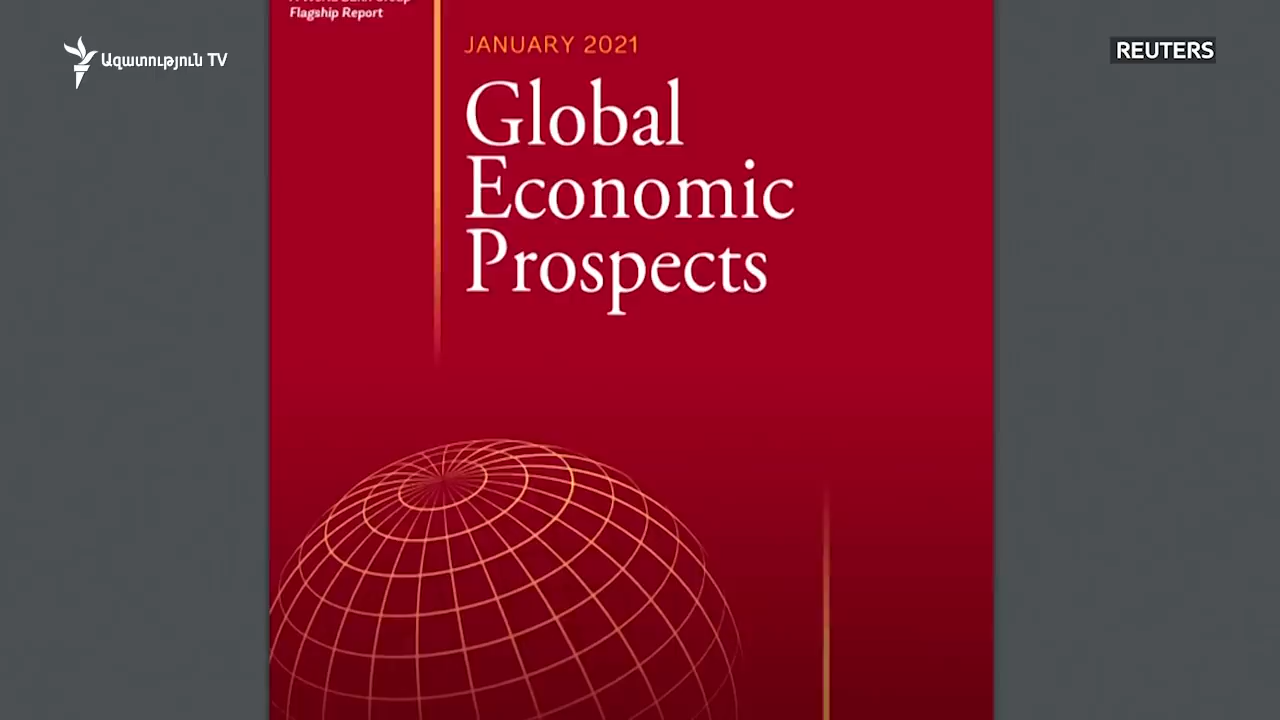 Flagship Report
JANUARY 2021
Global
Economic
Prospects
Ազատություն TV
REUTERS